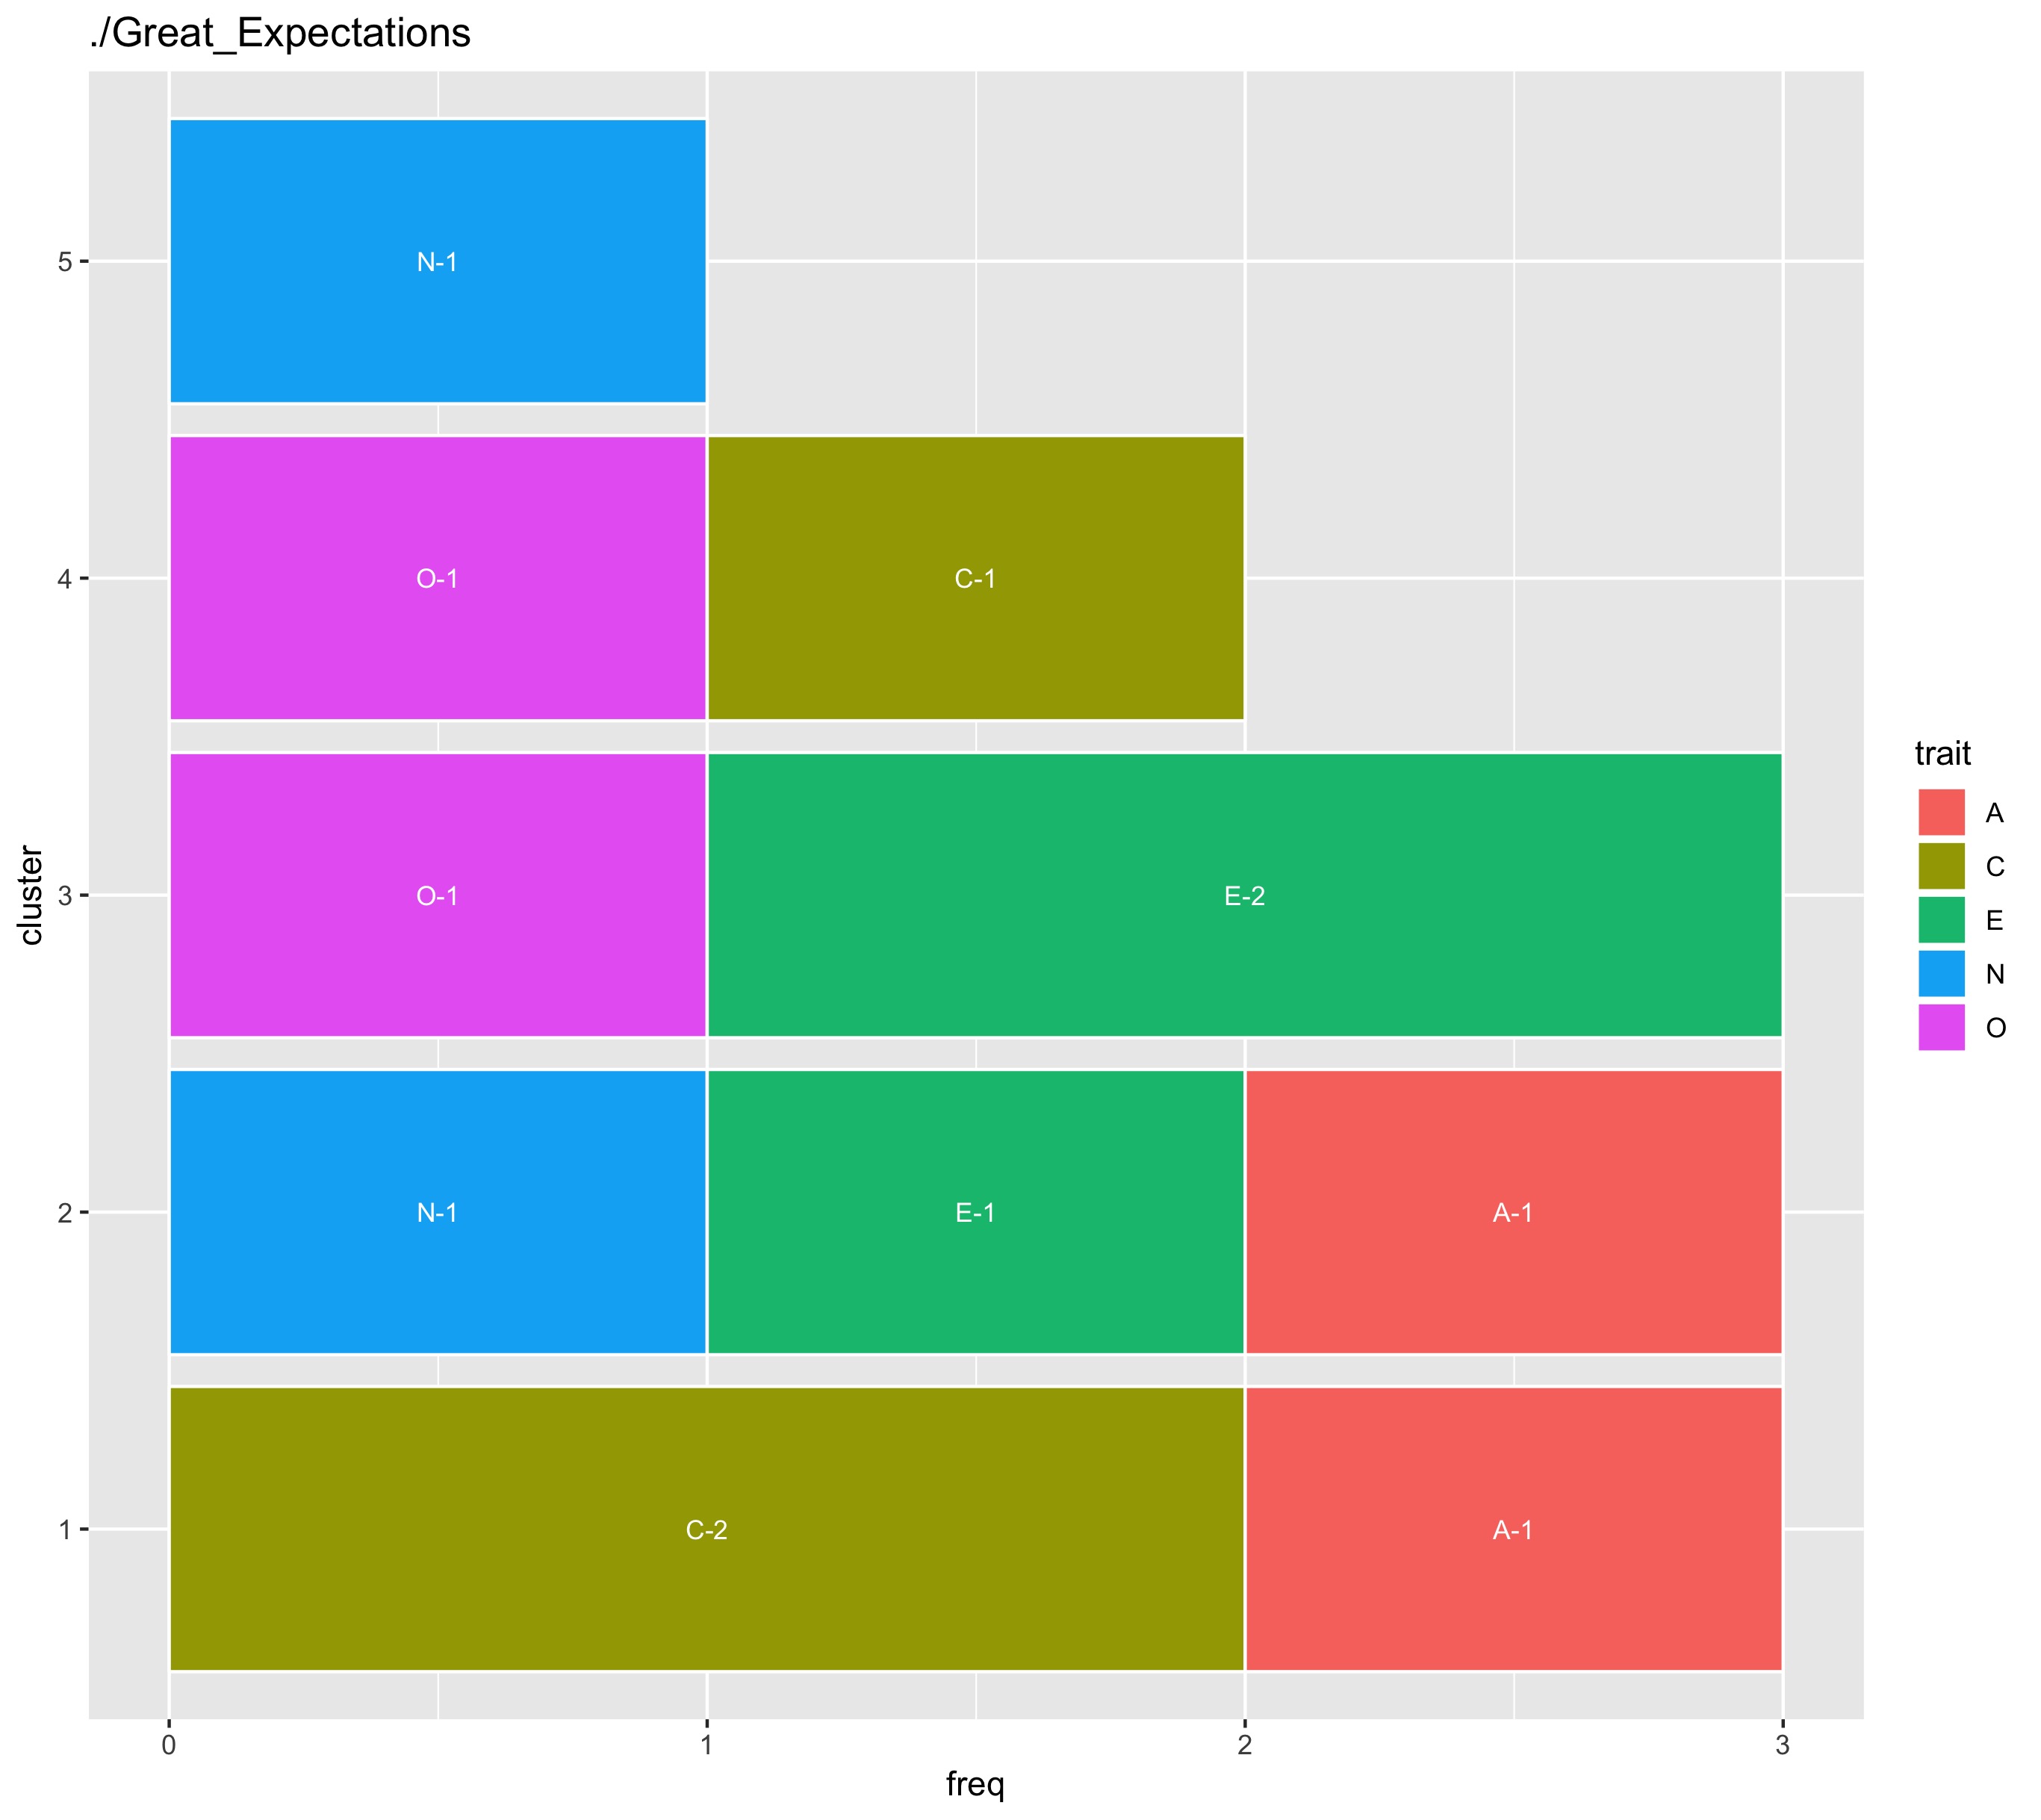 ./Great_Expectations
5
N-1
4
O-1 C-1
trait
A
C
E
N
O
cluster
3
O-1 E-2
2
N-1 E-1 A-1
1
C-2 A-1
0 1 2 3
freq